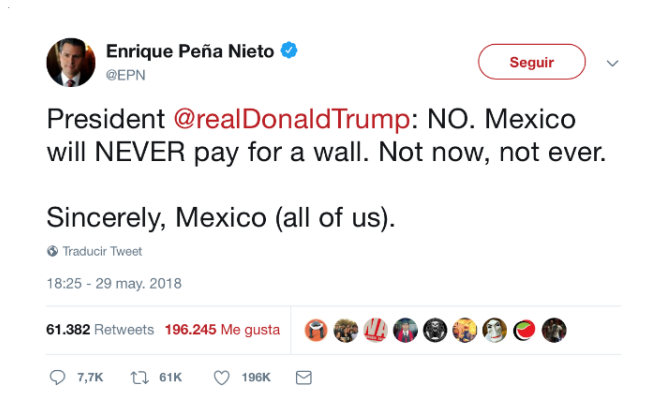 Enrique Peña Nieto
@EPN
Seguir
President @realDonaldTrump: NO. Mexico
will NEVER pay for a wall. Not now, not ever.
Sincerely, Mexico (all of us).
Traducir Tweet
18:25 - 29 may. 2018
61.382 Retweets 196.245 Me gusta
7,7K 61K 196K